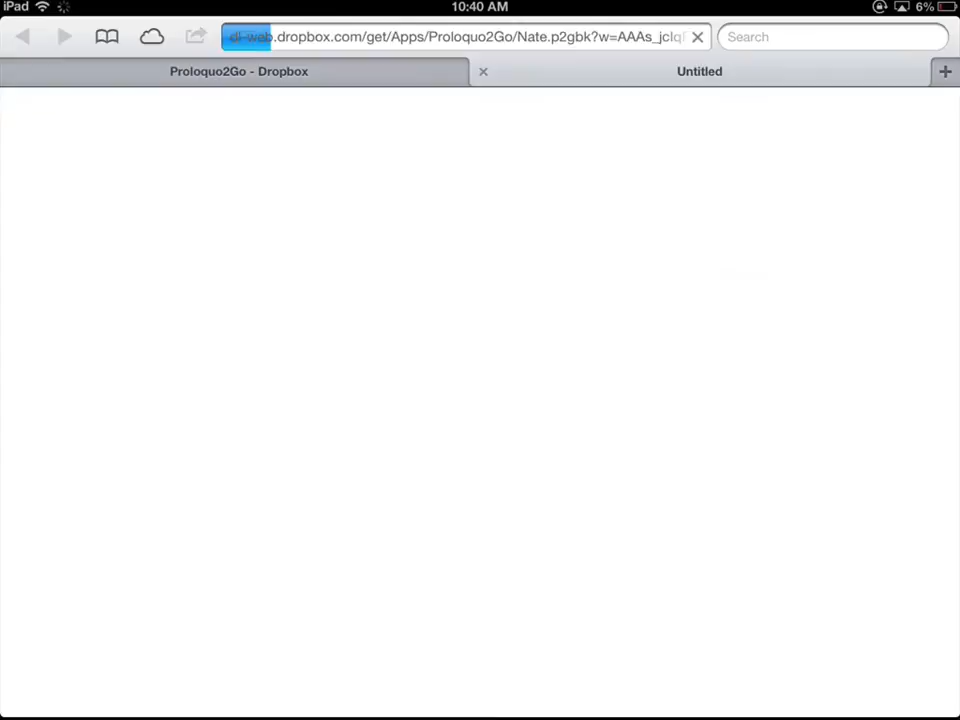 iPad 10:40 AM 6%
dl-web.dropbox.com/get/Apps/Proloquo2Go/Nate.p2gbk?w=AAAs_jclq Search
Proloquo2Go - Dropbox Untitled